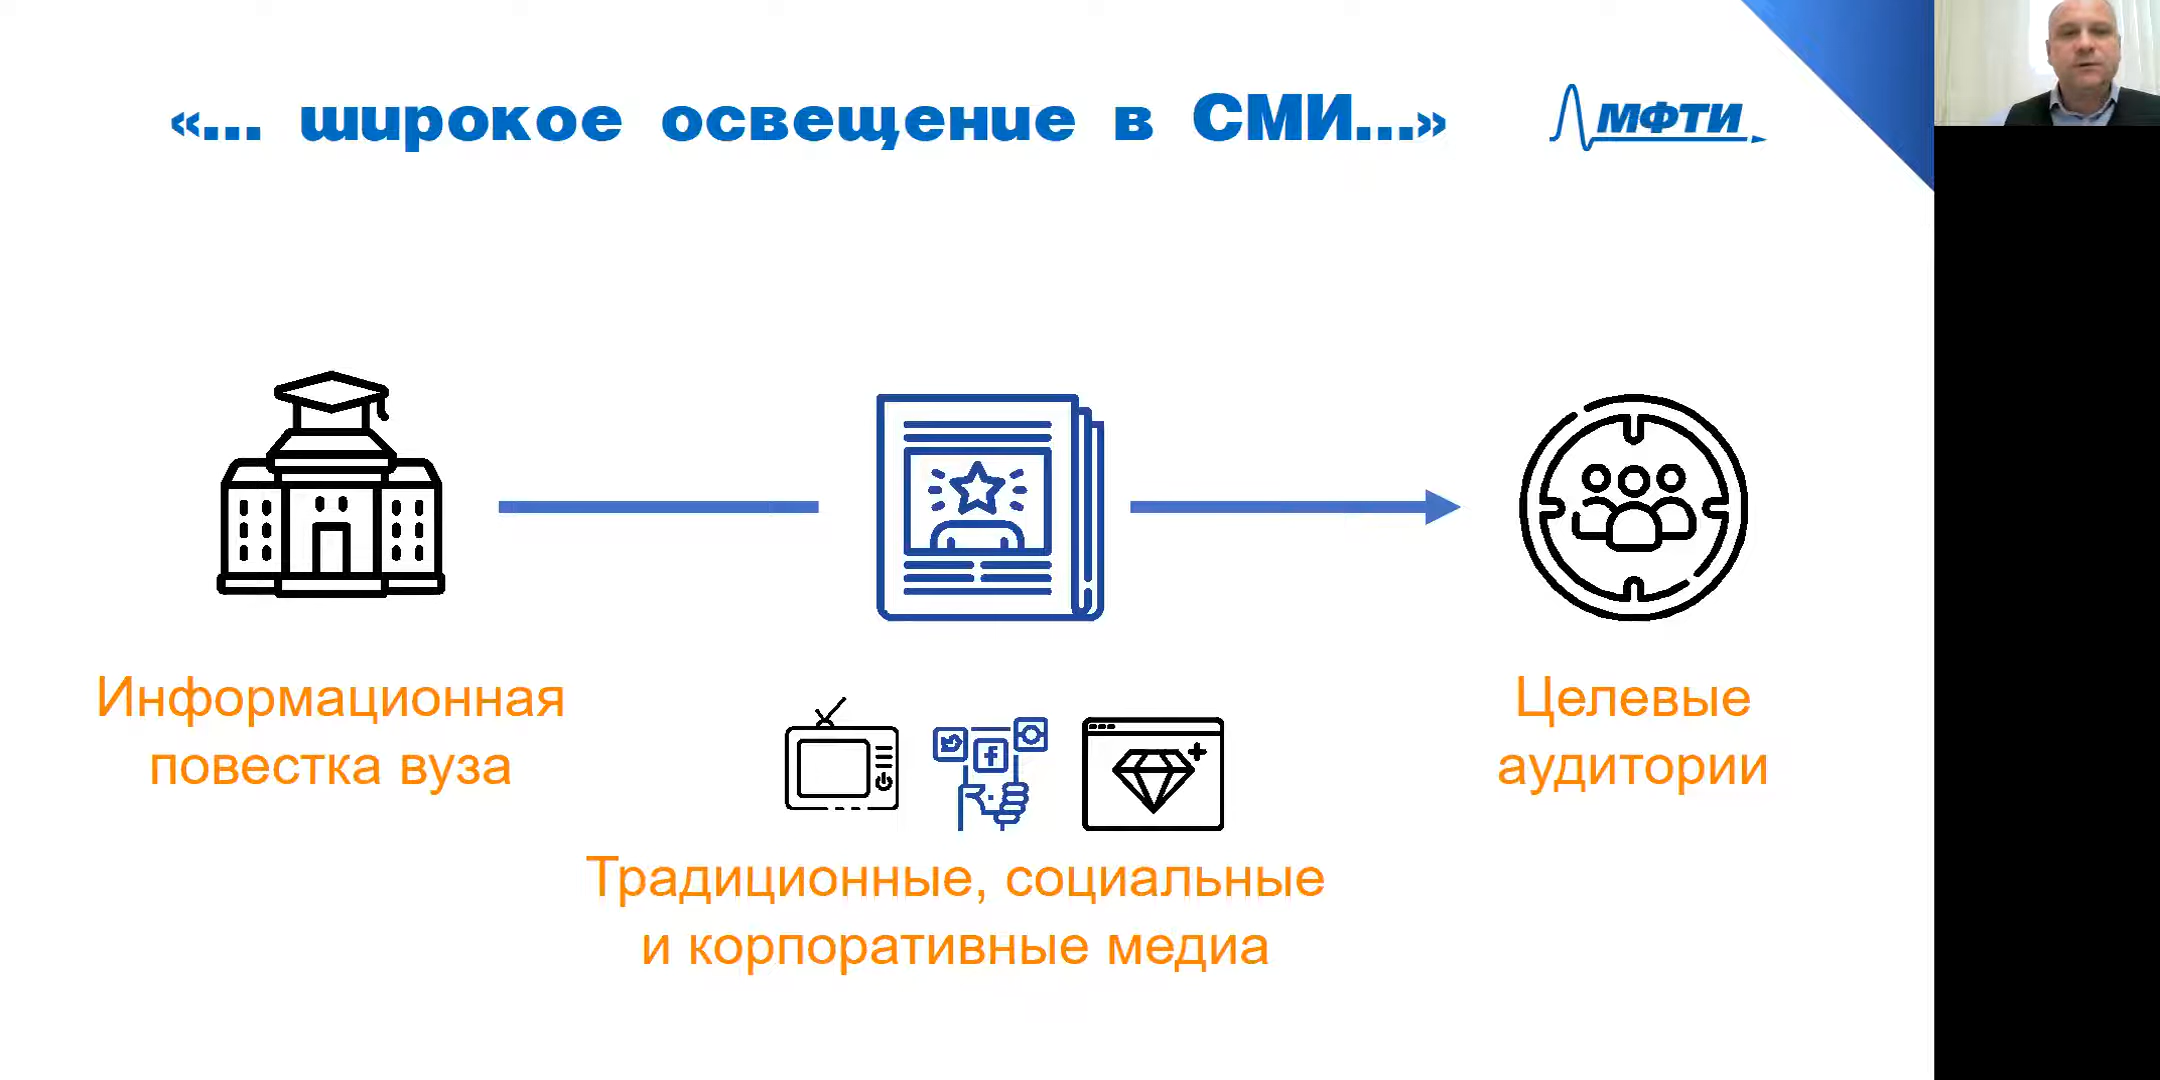 «... широкое освещение в СМИ...»
МФТИ
Информационная
повестка вуза
Традиционные, социальные
и корпоративные медиа
Целевые
аудитории